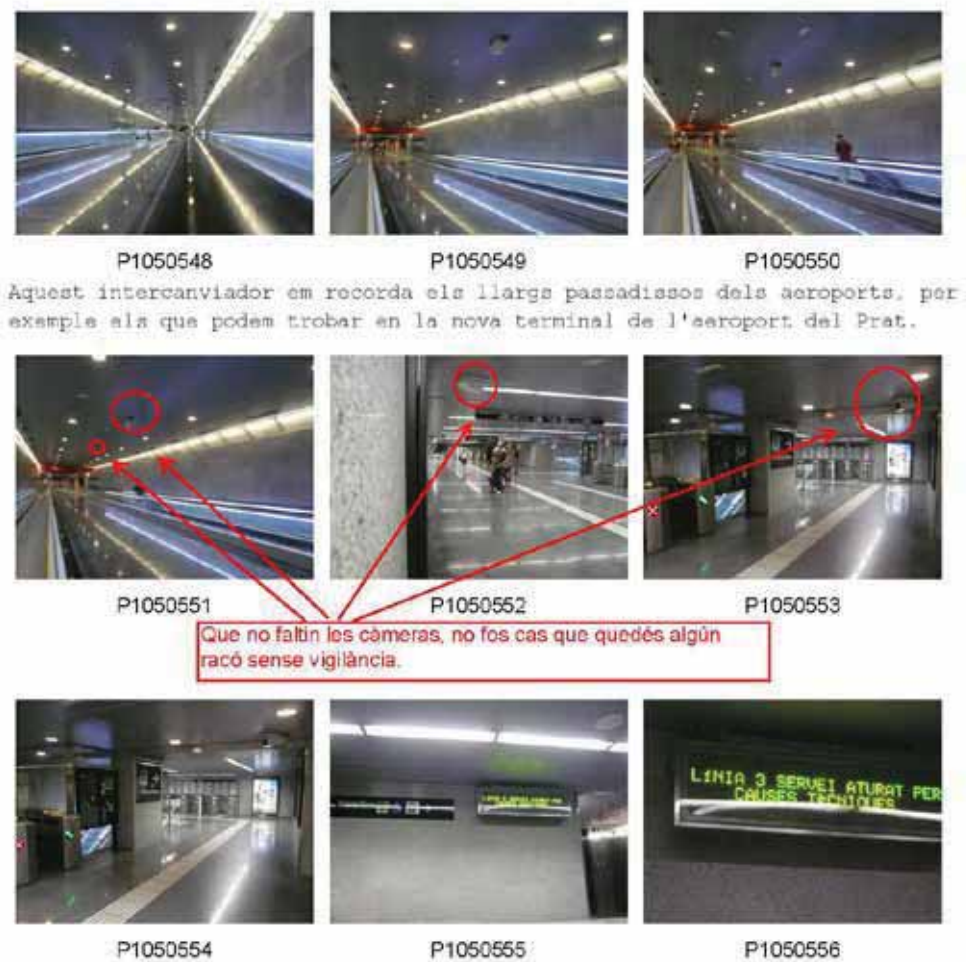 P1050548
P1050549
P1050550
Aquest intercanviador em recorda els llargs passadissos dels aeroports, per
exemple els que podem trobar en la nova terminal de l'aeroport del Prat.
P1050551
P1050552
P1050553
Que no faltin les càmeras, no fos cas que quedés algún
racó sense vigilància.
LíNIA 3 SERVEI ATURAT PER
CAUSES TECNIQUES
P1050554
P1050555
P1050556